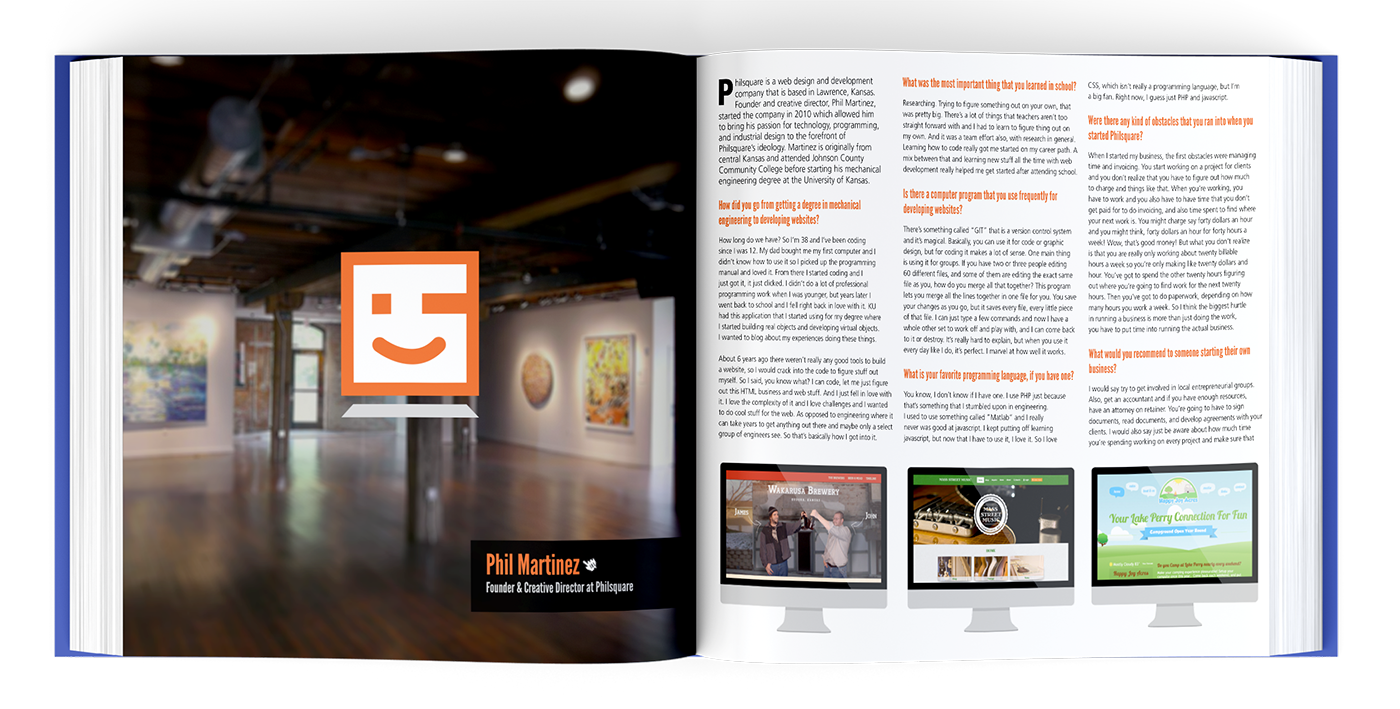 Phil Martinez
Founder & Creative Director at Philsquare
Philsquare is a web design and development
company that is based in Lawrence, Kansas.
Founder and creative director, Phil Martinez,
started the company in 2010 which allowed him
to bring his passion for technology, programming,
and industrial design to the forefront of
Philsquare's ideology. Martinez is originally from
central Kansas and attended Johnson County
Community College before starting his mechanical
engineering degree at the University of Kansas.
How did you go from getting a degree in mechanical
engineering to developing websites?
How long do we have? So I'm 38 and I've been coding
since I was 12. My dad bought me my first computer and I
didn't know how to use it so I picked up the programming
manual and loved it. From there I started coding and I
just got it, it just clicked. I didn't do a lot of professional
programming work when I was younger, but years later I
went back to school and I fell right back in love with it. KU
had this application that I started using for my degree where
I started building real objects and developing virtual objects.
I wanted to blog about my experiences doing these things.
About 6 years ago there weren't really any good tools to build
a website, so I would crack into the code to figure stuff out
myself. So I said, you know what? I can code, let me just figure
out this HTML business and web stuff. And I just fell in love with
it. I love the complexity of it and I love challenges and I wanted
to do cool stuff for the web. As opposed to engineering where it
can take years to get anything out there and maybe only a select
group of engineers see. So that's basically how I got into it.
What was the most important thing that you learned in school?
Researching. Trying to figure something out on your own, that
was pretty big. There's a lot of things that teachers aren't too
straight forward with and I had to learn to figure thing out on
my own. And it was a team effort also, with research in general.
Learning how to code really got me started on my career path. A
mix between that and learning new stuff all the time with web
development really helped me get started after attending school.
Is there a computer program that you use frequently for
developing websites?
There's something called "GIT" that is a version control system
and it's magical. Basically, you can use it for code or graphic
design, but for coding it makes a lot of sense. One main thing
is using it for groups. If you have two or three people editing
60 different files, and some of them are editing the exact same
file as you, how do you merge all that together? This program
lets you merge all the lines together in one file for you. You save
your changes as you go, but it saves every file, every little piece
of that file. I can just type a few commands and now I have a
whole other set to work off and play with, and I can come back
to it or destroy. It's really hard to explain, but when you use it
every day like I do, it's perfect. I marvel at how well it works.
What is your favorite programming language, if you have one?
You know, I don't know if I have one. I use PHP just because
that's something that I stumbled upon in engineering.
I used to use something called "Matlab" and I really
never was good at javascript. I kept putting off learning
javascript, but now that I have to use it, I love it. So I love
CSS, which isn't really a programming language, but I'm
a big fan. Right now, I guess just PHP and javascript.
Were there any kind of obstacles that you ran into when you
started Philsquare?
When I started my business, the first obstacles were managing
time and invoicing. You start working on a project for clients
and you don't realize that you have to figure out how much
to charge and things like that. When you're working, you
have to work and you also have to have time that you don't
get paid for to do invoicing, and also time spent to find where
your next work is. You might charge say forty dollars an hour
and you might think, forty dollars an hour for forty hours a
week! Wow, that's good money! But what you don't realize
is that you are really only working about twenty billable
hours a week so you're only making like twenty dollars and
hour. You've got to spend the other twenty hours figuring
out where you're going to find work for the next twenty
hours. Then you've got to do paperwork, depending on how
many hours you work a week. So I think the biggest hurtle
in running a business is more than just doing the work,
you have to put time into running the actual business.
What would you recommend to someone starting their own
business?
I would say try to get involved in local entrepreneurial groups.
Also, get an accountant and if you have enough resources,
have an attorney on retainer. You're going to have to sign
documents, read documents, and develop agreements with your
clients. I would also say just be aware about how much time
you're spending working on every project and make sure that
Wakarusa Brewery
James
John
MASS
STREET
MUSIC
Happy Joy Acres
Your Lake Perry Connection For Fun
Campground Open Year Round!
Do you Camp at Lake Perry nearly every weekend?
Happy Joy Acres